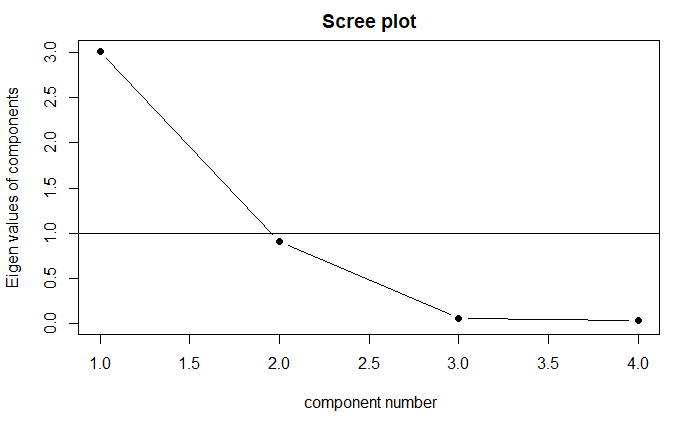 Scree plot
Eigen values of components
3.0
2.5
2.0
1.5
1.0
0.5
0.0
1.0 1.5 2.0 2.5 3.0 3.5 4.0
component number